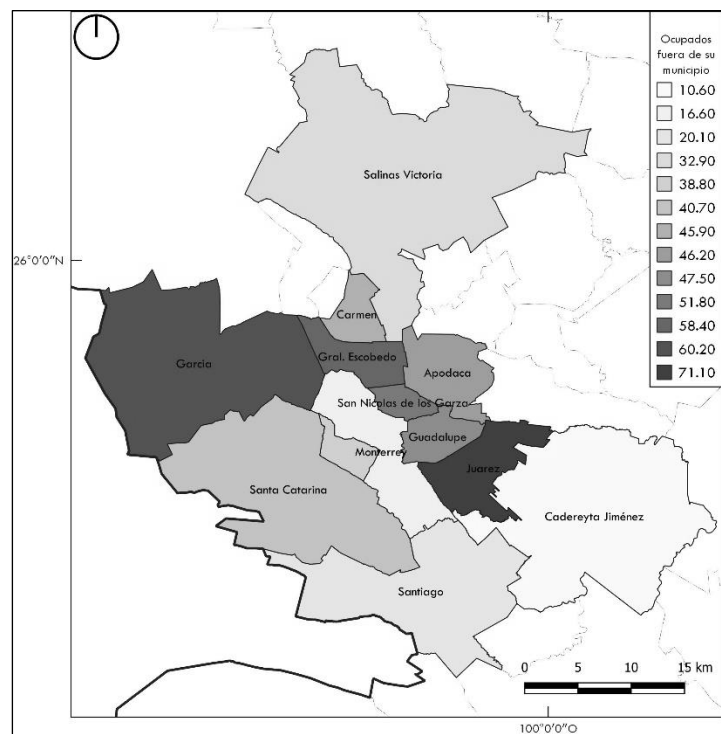 Ocupados
fuera de su
municipio
10.60
16.60
20.10
32.90
38.80
40.70
45.90
46.20
47.50
51.80
58.40
60.20
71.10
Salinas Victoria
26°0'0"N
Carmen
Gral. Escobedo
García
Apodaca
San Nicolas de los Garza
Guadalupe
Monterrey
Juarez
Santa Catarina
Cadereyta Jiménez
Santiago
0 5 10 15 km
100°0'0"O